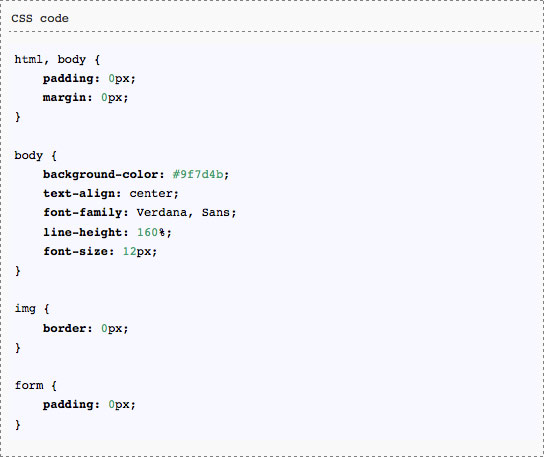 CSS code
html, body {
    padding: 0px;
    margin: 0px;
}
body {
    background-color: #9f7d4b;
    text-align: center;
    font-family: Verdana, Sans;
    line-height: 160%;
    font-size: 12px;
}
img {
    border: 0px;
}
form {
    padding: 0px;
}